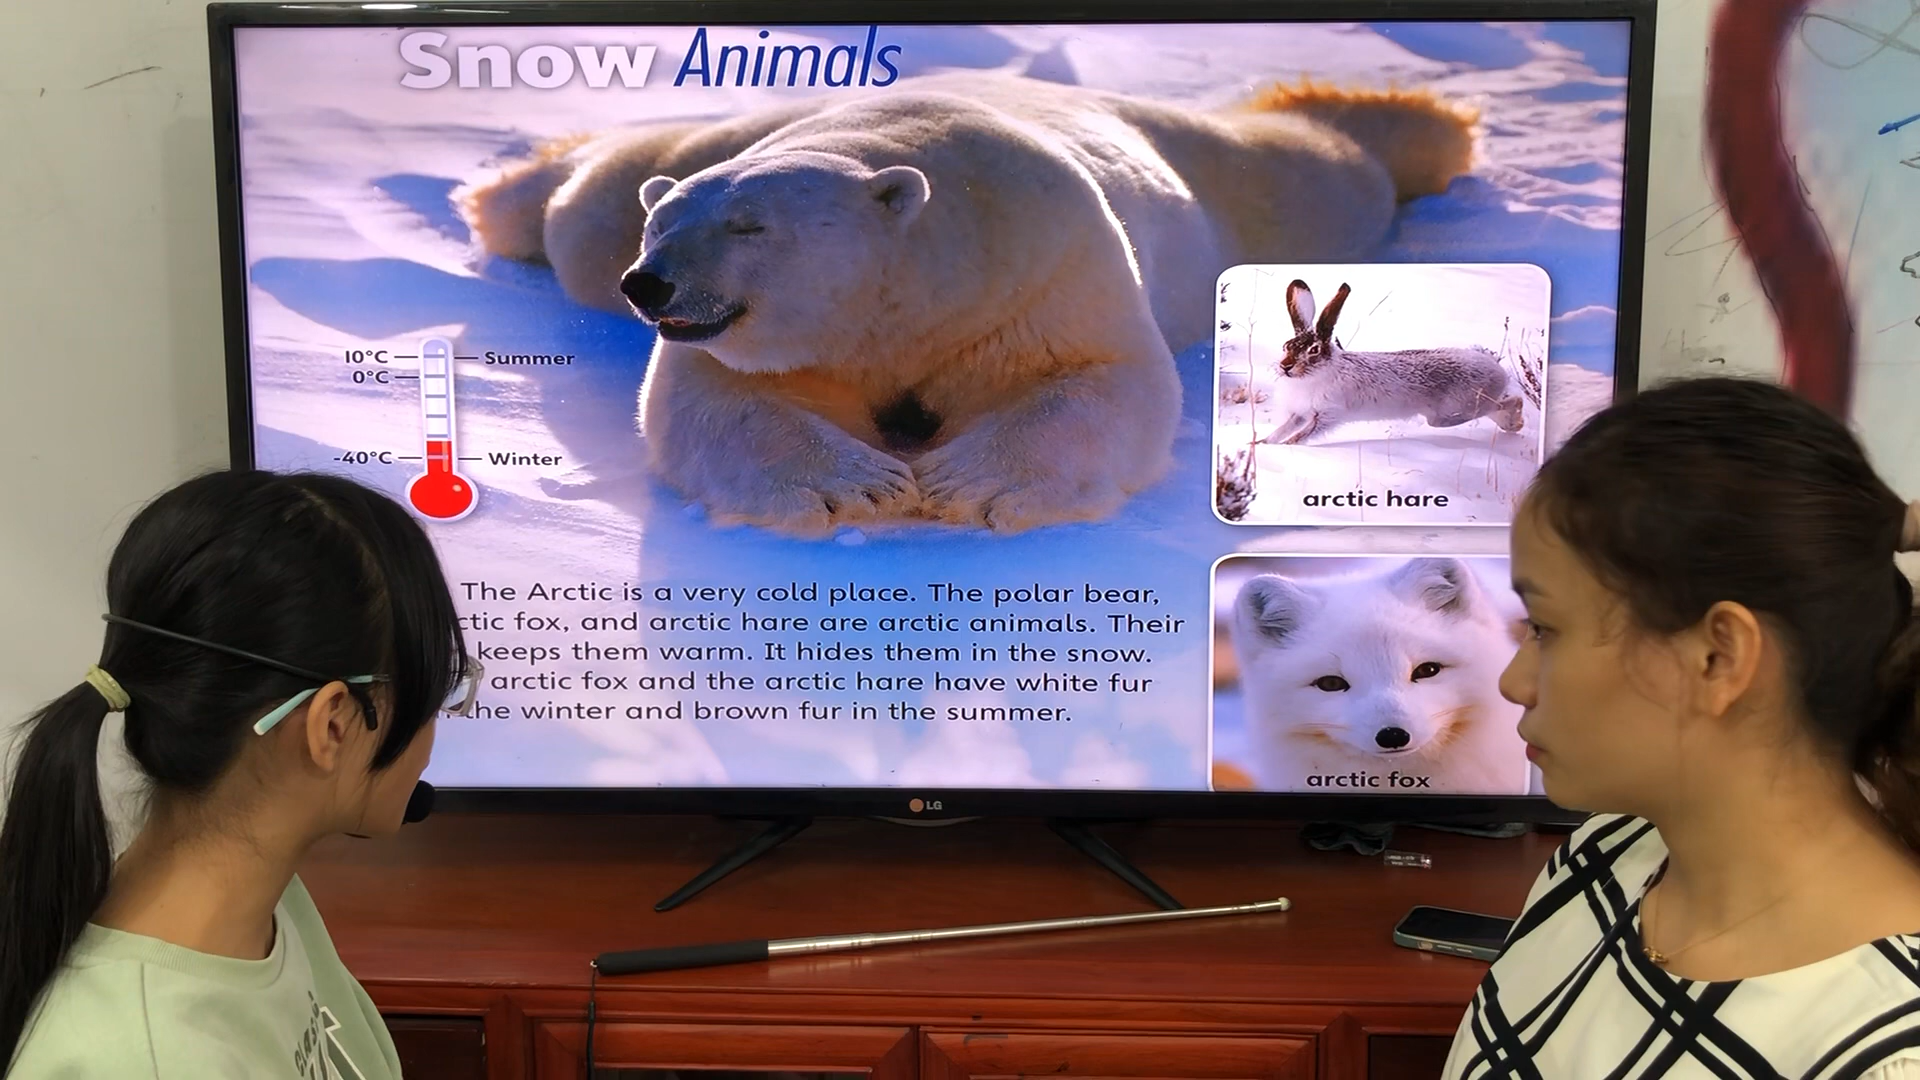 Snow Animals
10°C Summer
0°C
-40°C Winter
arctic hare
The Arctic is a very cold place. The polar bear,
fox, and arctic hare are arctic animals. Their
keeps them warm. It hides them in the snow.
arctic fox and the arctic hare have white fur
the winter and brown fur in the summer.
arctic fox
LG